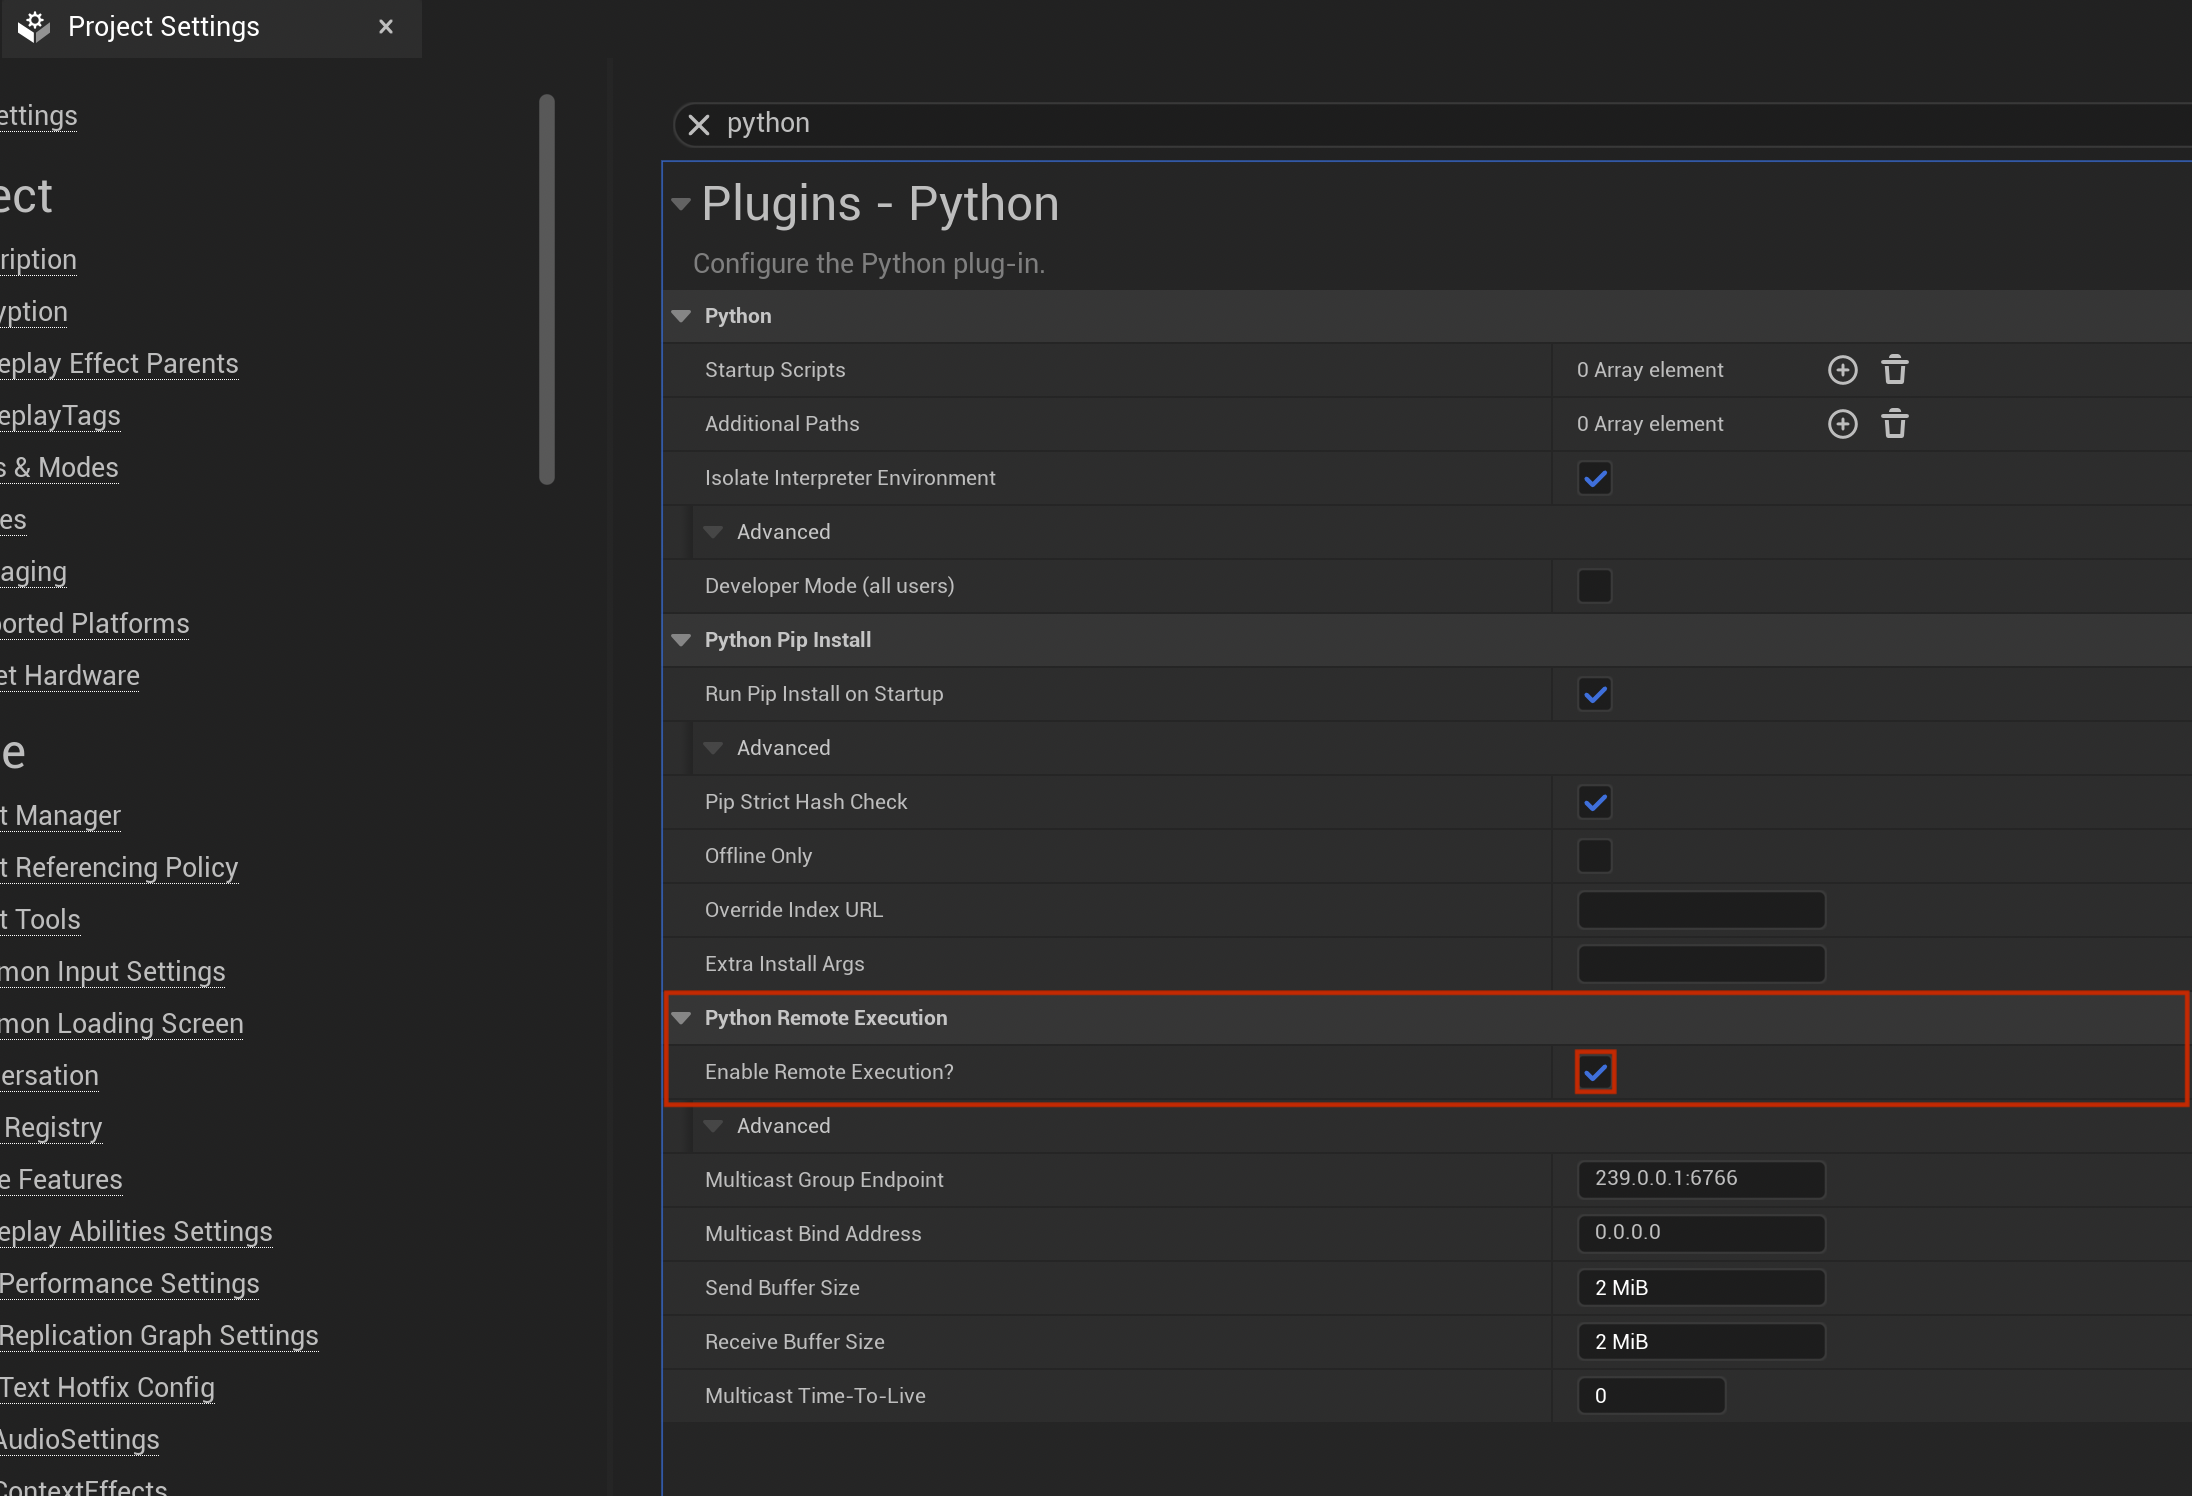 Project Settings
ettings
ect
ription
yption
eplay Effect Parents
eplayTags
s & Modes
es
aging
orted Platforms
et Hardware
e
t Manager
t Referencing Policy
t Tools
mon Input Settings
mon Loading Screen
ersation
Registry
e Features
eplay Abilities Settings
Performance Settings
Replication Graph Settings
Text Hotfix Config
AudioSettings
ContextEffects
python
Plugins - Python
Configure the Python plug-in.
Python
Startup Scripts 0 Array element
Additional Paths 0 Array element
Isolate Interpreter Environment
Advanced
Developer Mode (all users)
Python Pip Install
Run Pip Install on Startup
Advanced
Pip Strict Hash Check
Offline Only
Override Index URL
Extra Install Args
Python Remote Execution
Enable Remote Execution?
Advanced
Multicast Group Endpoint 239.0.0.1:6766
Multicast Bind Address 0.0.0.0
Send Buffer Size 2 MiB
Receive Buffer Size 2 MiB
Multicast Time-To-Live 0